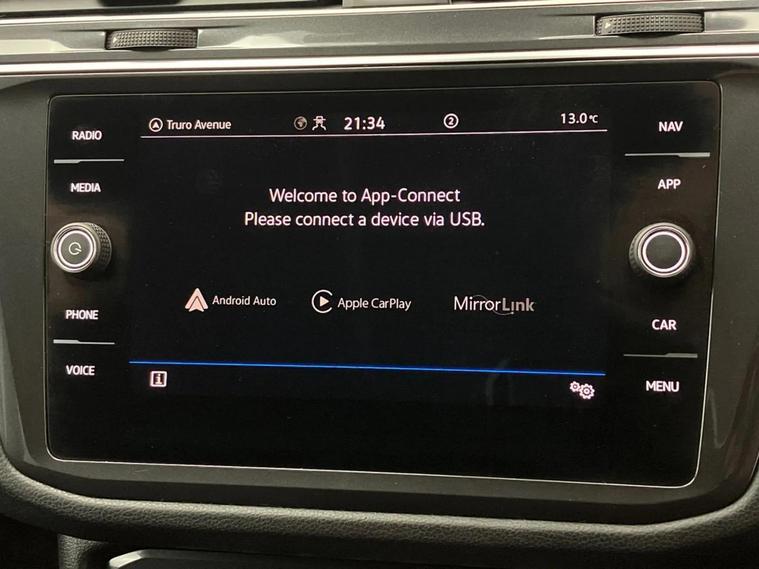 RADIO
MEDIA
PHONE
VOICE
Truro Avenue
21:34
2
13.0°C
Welcome to App-Connect
Please connect a device via USB.
Android Auto
Apple CarPlay
MirrorLink
i
NAV
APP
CAR
MENU